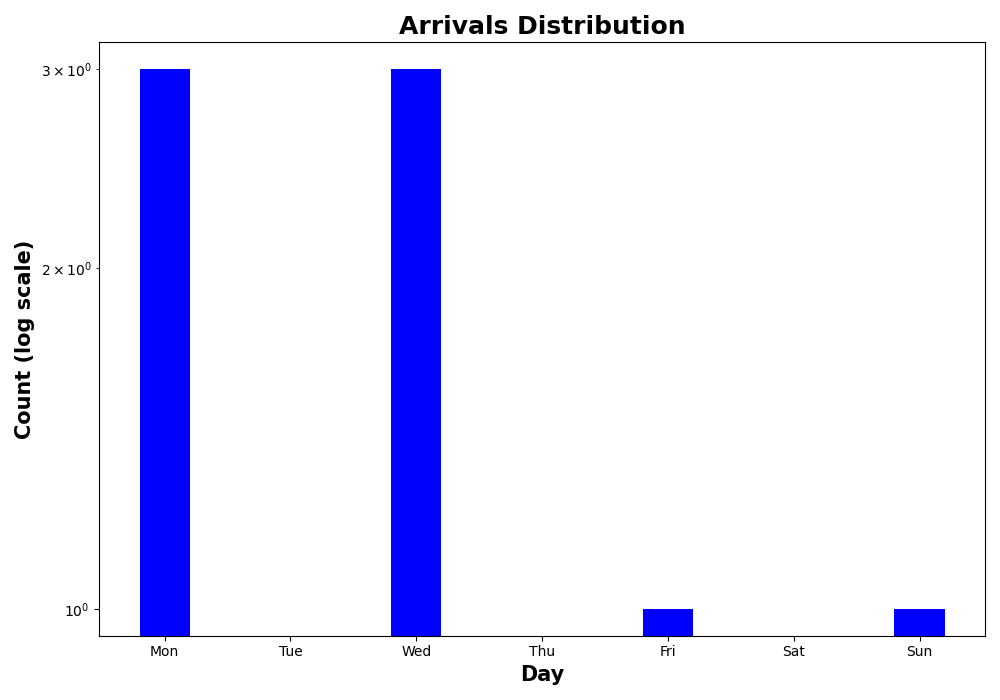 Arrivals Distribution
Count (log scale)
3 × 10⁰
2 × 10⁰
10⁰
Mon Tue Wed Thu Fri Sat Sun
Day